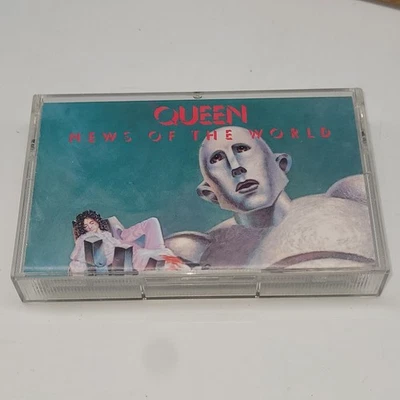 QUEEN
NEWS OF THE WORLD